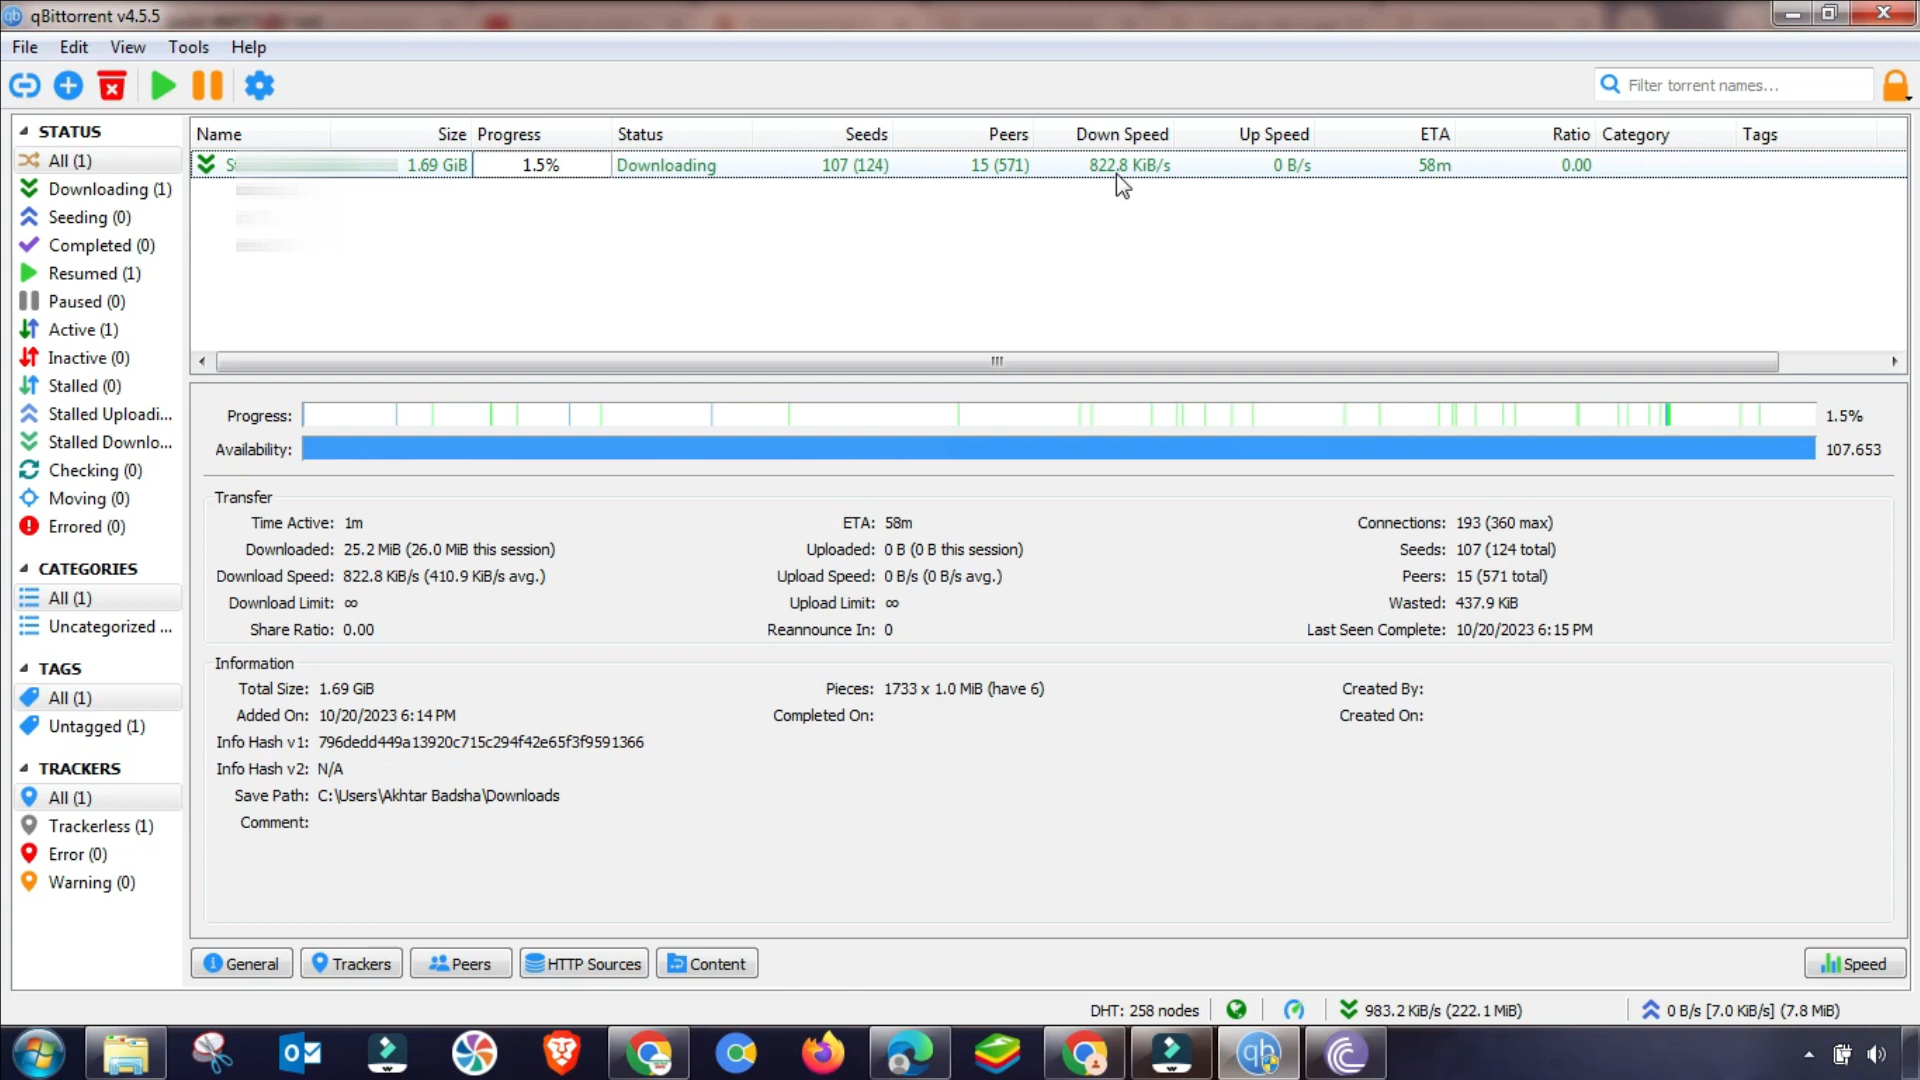 qBittorrent v4.5.5
File Edit View Tools Help
Filter torrent names...
STATUS
All (1)
Downloading (1)
Seeding (0)
Completed (0)
Resumed (1)
Paused (0)
Active (1)
Inactive (0)
Stalled (0)
Stalled Uploadi...
Stalled Downlo...
Checking (0)
Moving (0)
Errored (0)
CATEGORIES
All (1)
Uncategorized ...
TAGS
All (1)
Untagged (1)
TRACKERS
All (1)
Trackerless (1)
Error (0)
Warning (0)
Name Size Progress Status Seeds Peers Down Speed Up Speed ETA Ratio Category Tags
1.69 GiB 1.5% Downloading 107 (124) 15 (571) 822.8 KiB/s 0 B/s 58m 0.00
Progress: 1.5%
Availability: 107.653
Transfer
Time Active: 1m ETA: 58m Connections: 193 (360 max)
Downloaded: 25.2 MiB (26.0 MiB this session) Uploaded: 0 B (0 B this session) Seeds: 107 (124 total)
Download Speed: 822.8 KiB/s (410.9 KiB/s avg.) Upload Speed: 0 B/s (0 B/s avg.) Peers: 15 (571 total)
Download Limit: ∞ Upload Limit: ∞ Wasted: 437.9 KiB
Share Ratio: 0.00 Reannounce In: 0 Last Seen Complete: 10/20/2023 6:15 PM
Information
Total Size: 1.69 GiB Pieces: 1733 x 1.0 MiB (have 6) Created By:
Added On: 10/20/2023 6:14 PM Completed On: Created On:
Info Hash v1: 796dedd449a13920c715c294f42e65f3f9591366
Info Hash v2: N/A
Save Path: C:\Users\Akhtar Badsha\Downloads
Comment:
General Trackers Peers HTTP Sources Content Speed
DHT: 258 nodes 983.2 KiB/s (222.1 MiB) 0 B/s [7.0 KiB/s] (7.8 MiB)